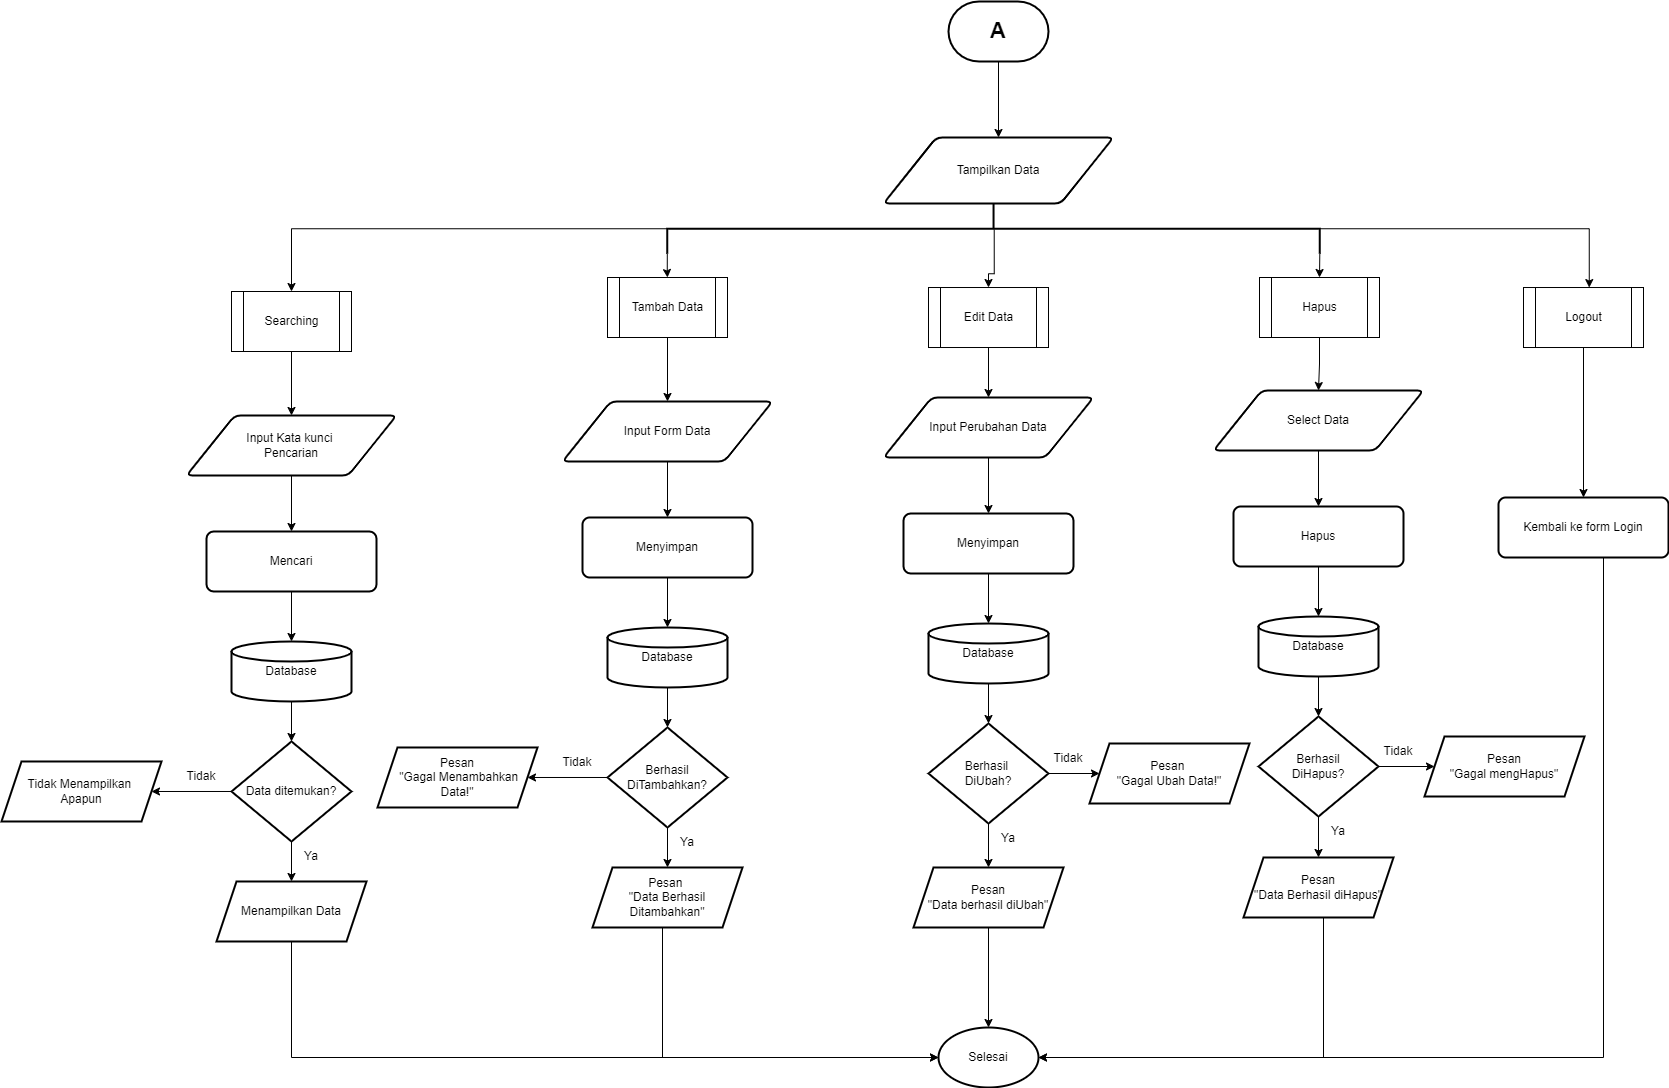 A
Tampilkan Data
Searching
Tambah Data
Edit Data
Hapus
Logout
Input Kata kunci
Pencarian
Input Form Data
Input Perubahan Data
Select Data
Mencari
Menyimpan
Menyimpan
Hapus
Kembali ke form Login
Database
Database
Database
Database
Tidak Menampilkan
Apapun
Tidak
Data ditemukan?
Ya
Menampilkan Data
Pesan
"Gagal Menambahkan
Data!"
Tidak
Berhasil
DiTambahkan?
Ya
Pesan
"Data Berhasil
Ditambahkan"
Berhasil
DiUbah?
Tidak
Pesan
"Gagal Ubah Data!"
Ya
Pesan
"Data berhasil diUbah"
Berhasil
DiHapus?
Tidak
Pesan
"Gagal mengHapus"
Ya
Pesan
"Data Berhasil diHapus"
Selesai